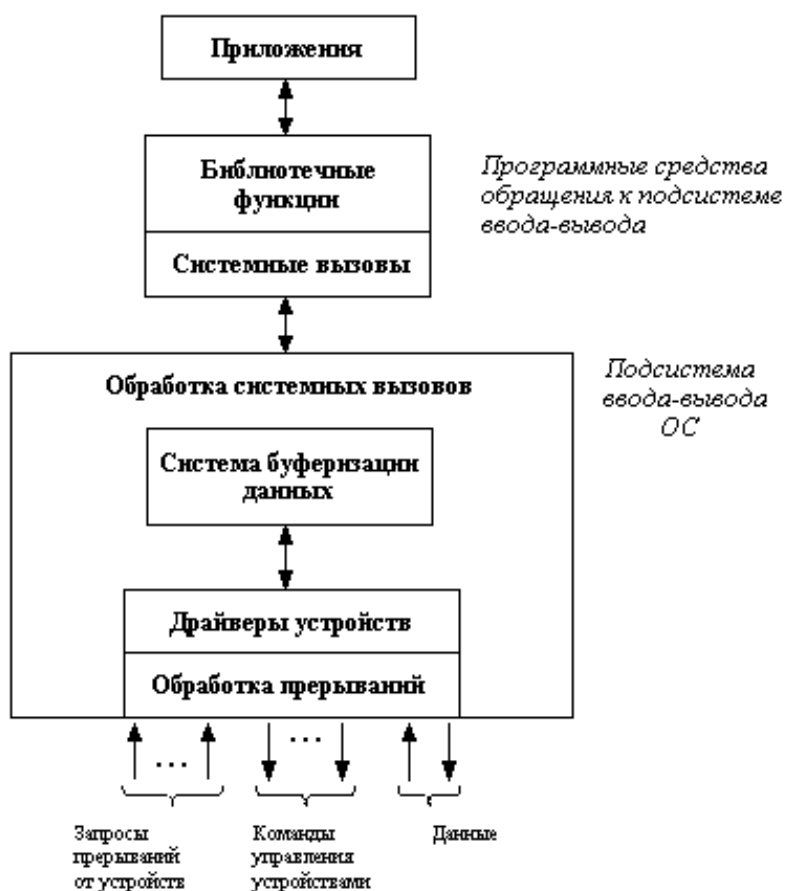 Приложения
Библиотечные
функции
Системные вызовы
Программные средства
обращения к подсистеме
ввода-вывода
Обработка системных вызовов
Подсистема
ввода-вывода
ОС
Система буферизации
данных
Драйверы устройств
Обработка прерываний
...
...
Запросы
прерываний
от устройств
Команды
управления
устройствами
Данные